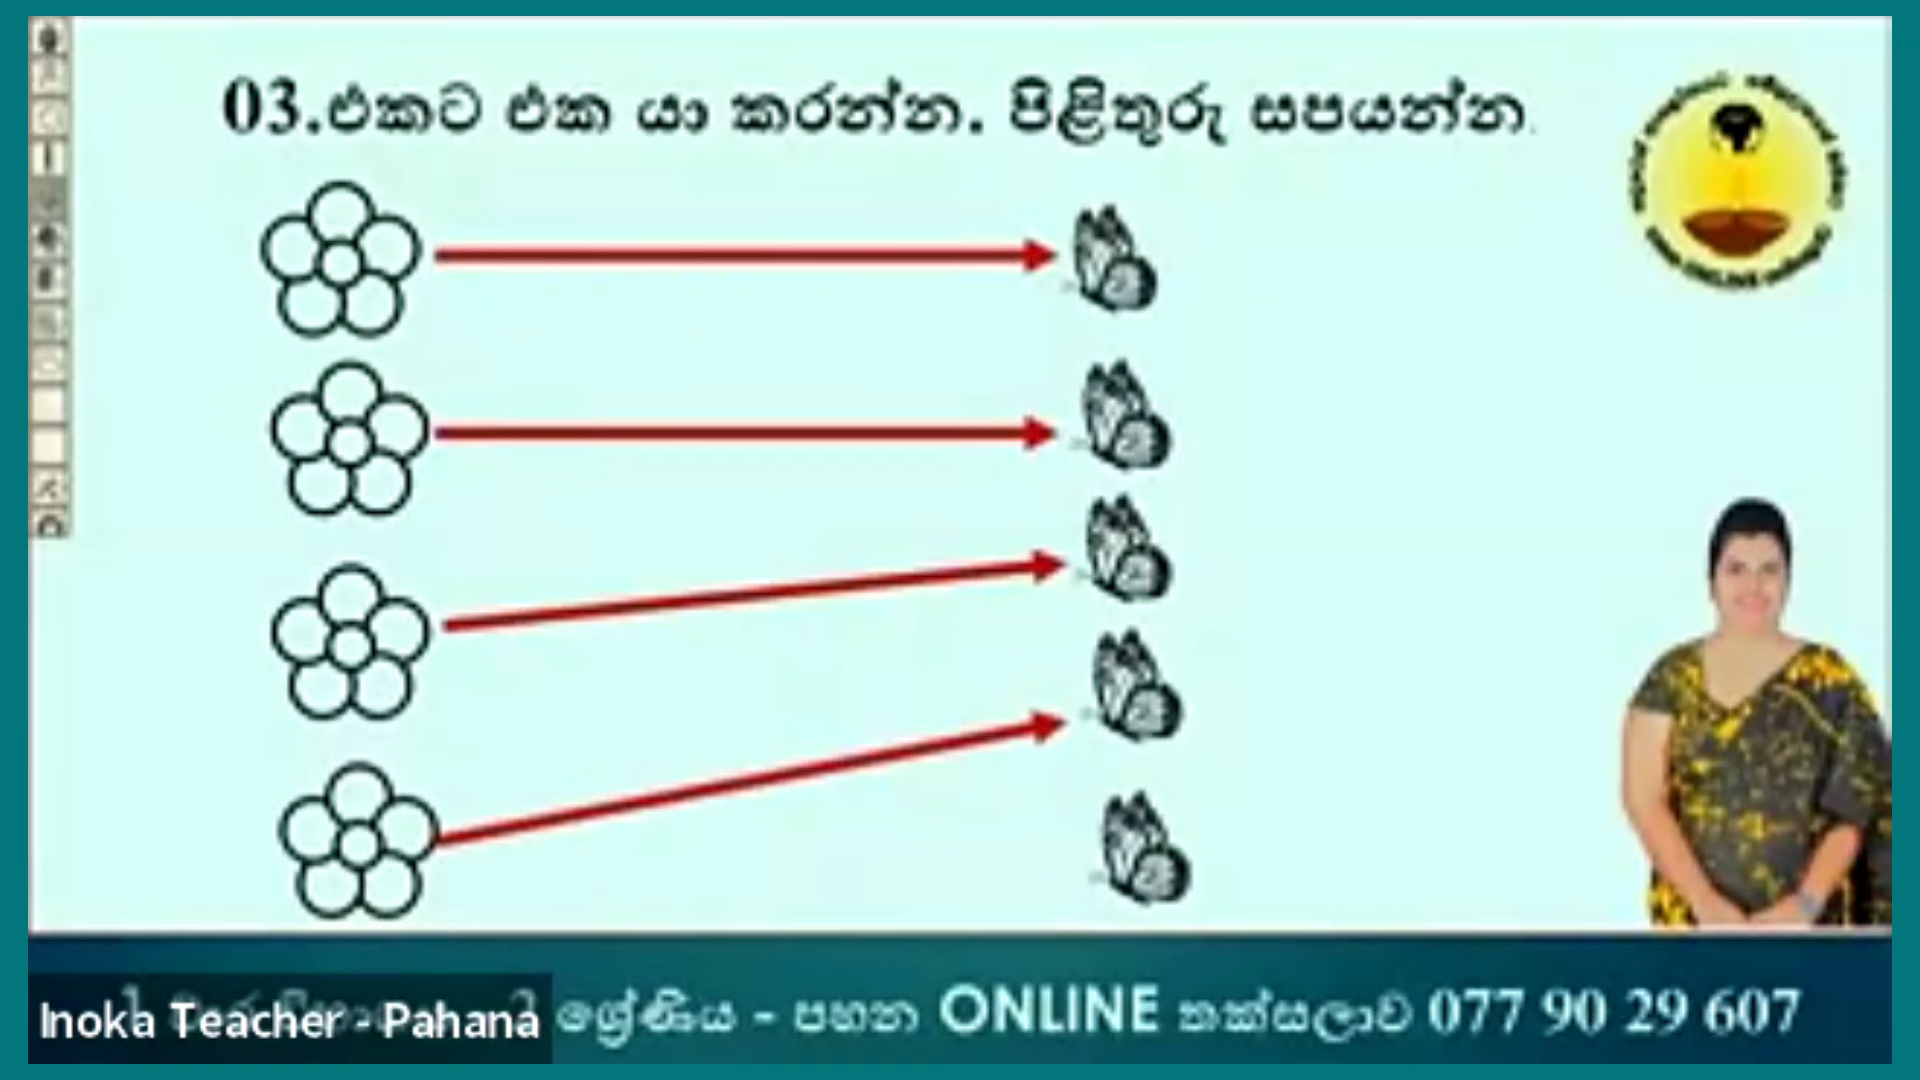 03.එකට එක යා කරන්න. පිළිතුරු සපයන්න.
Inoka Teacher - Pahana
ශ්‍රේණිය - පහන ONLINE තක්සලාව 077 90 29 607